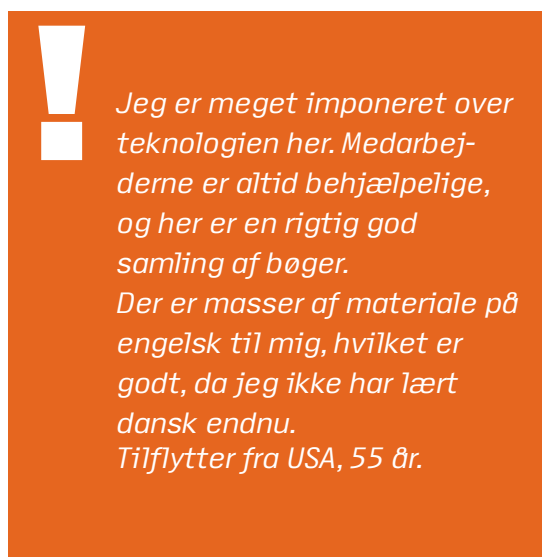 !
Jeg er meget imponeret over
teknologien her. Medarbej-
derne er altid behjælpelige,
og her er en rigtig god
samling af bøger.
Der er masser af materiale på
engelsk til mig, hvilket er
godt, da jeg ikke har lært
dansk endnu.
Tilflytter fra USA, 55 år.